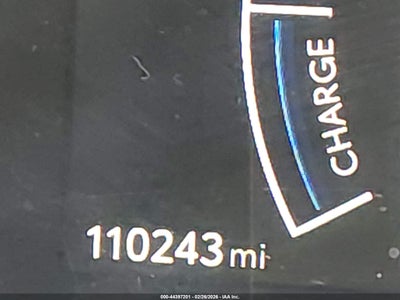 CHARGE
110243 mi
000-44397201 - 02/26/2026 - IAA Inc.